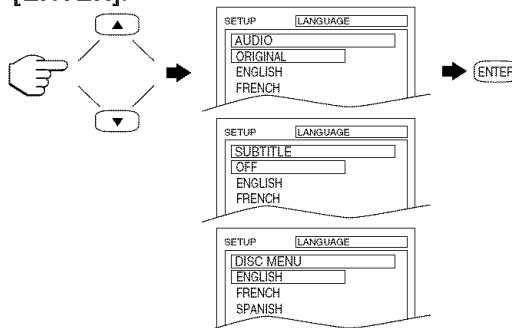 [ENTER].
▲
▼
SETUP LANGUAGE
AUDIO
ORIGINAL
ENGLISH
FRENCH
ENTER
SETUP LANGUAGE
SUBTITLE
OFF
ENGLISH
FRENCH
SETUP LANGUAGE
DISC MENU
ENGLISH
FRENCH
SPANISH